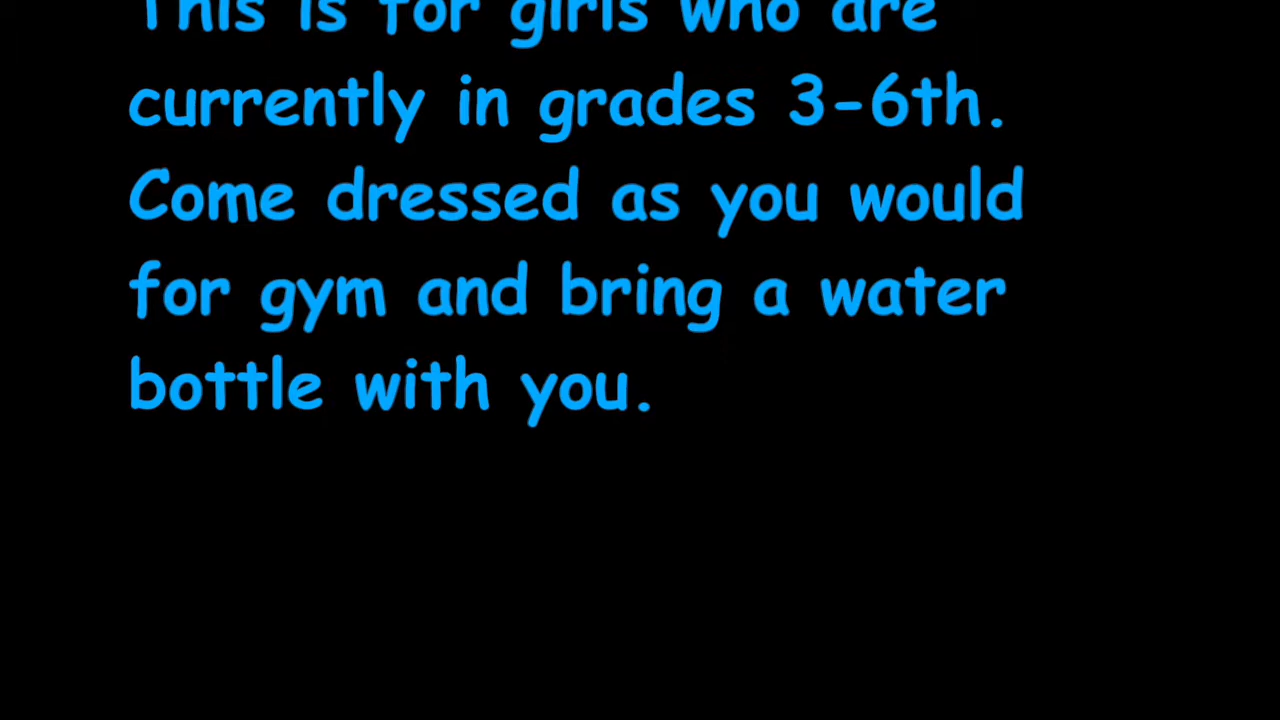 This is for girls who are
currently in grades 3-6th.
Come dressed as you would
for gym and bring a water
bottle with you.